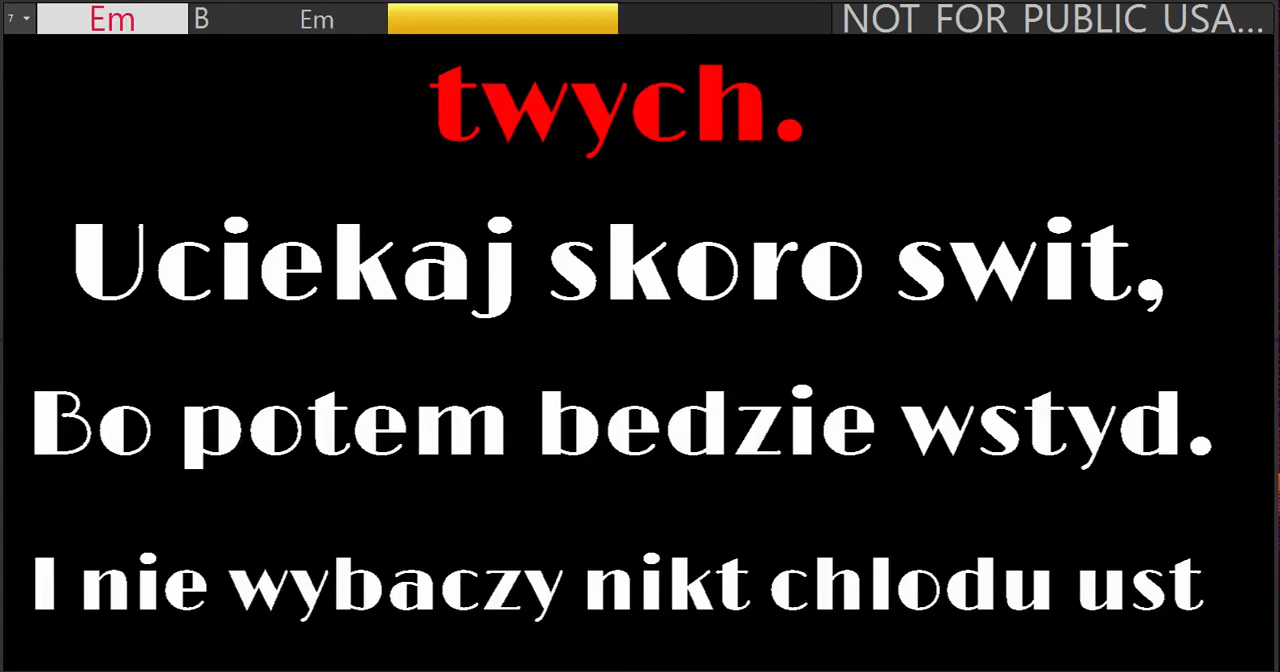 7 Em B Em NOT FOR PUBLIC USA...
twych.
Uciekaj skoro swit,
Bo potem bedzie wstyd.
I nie wybaczy nikt chlodu ust